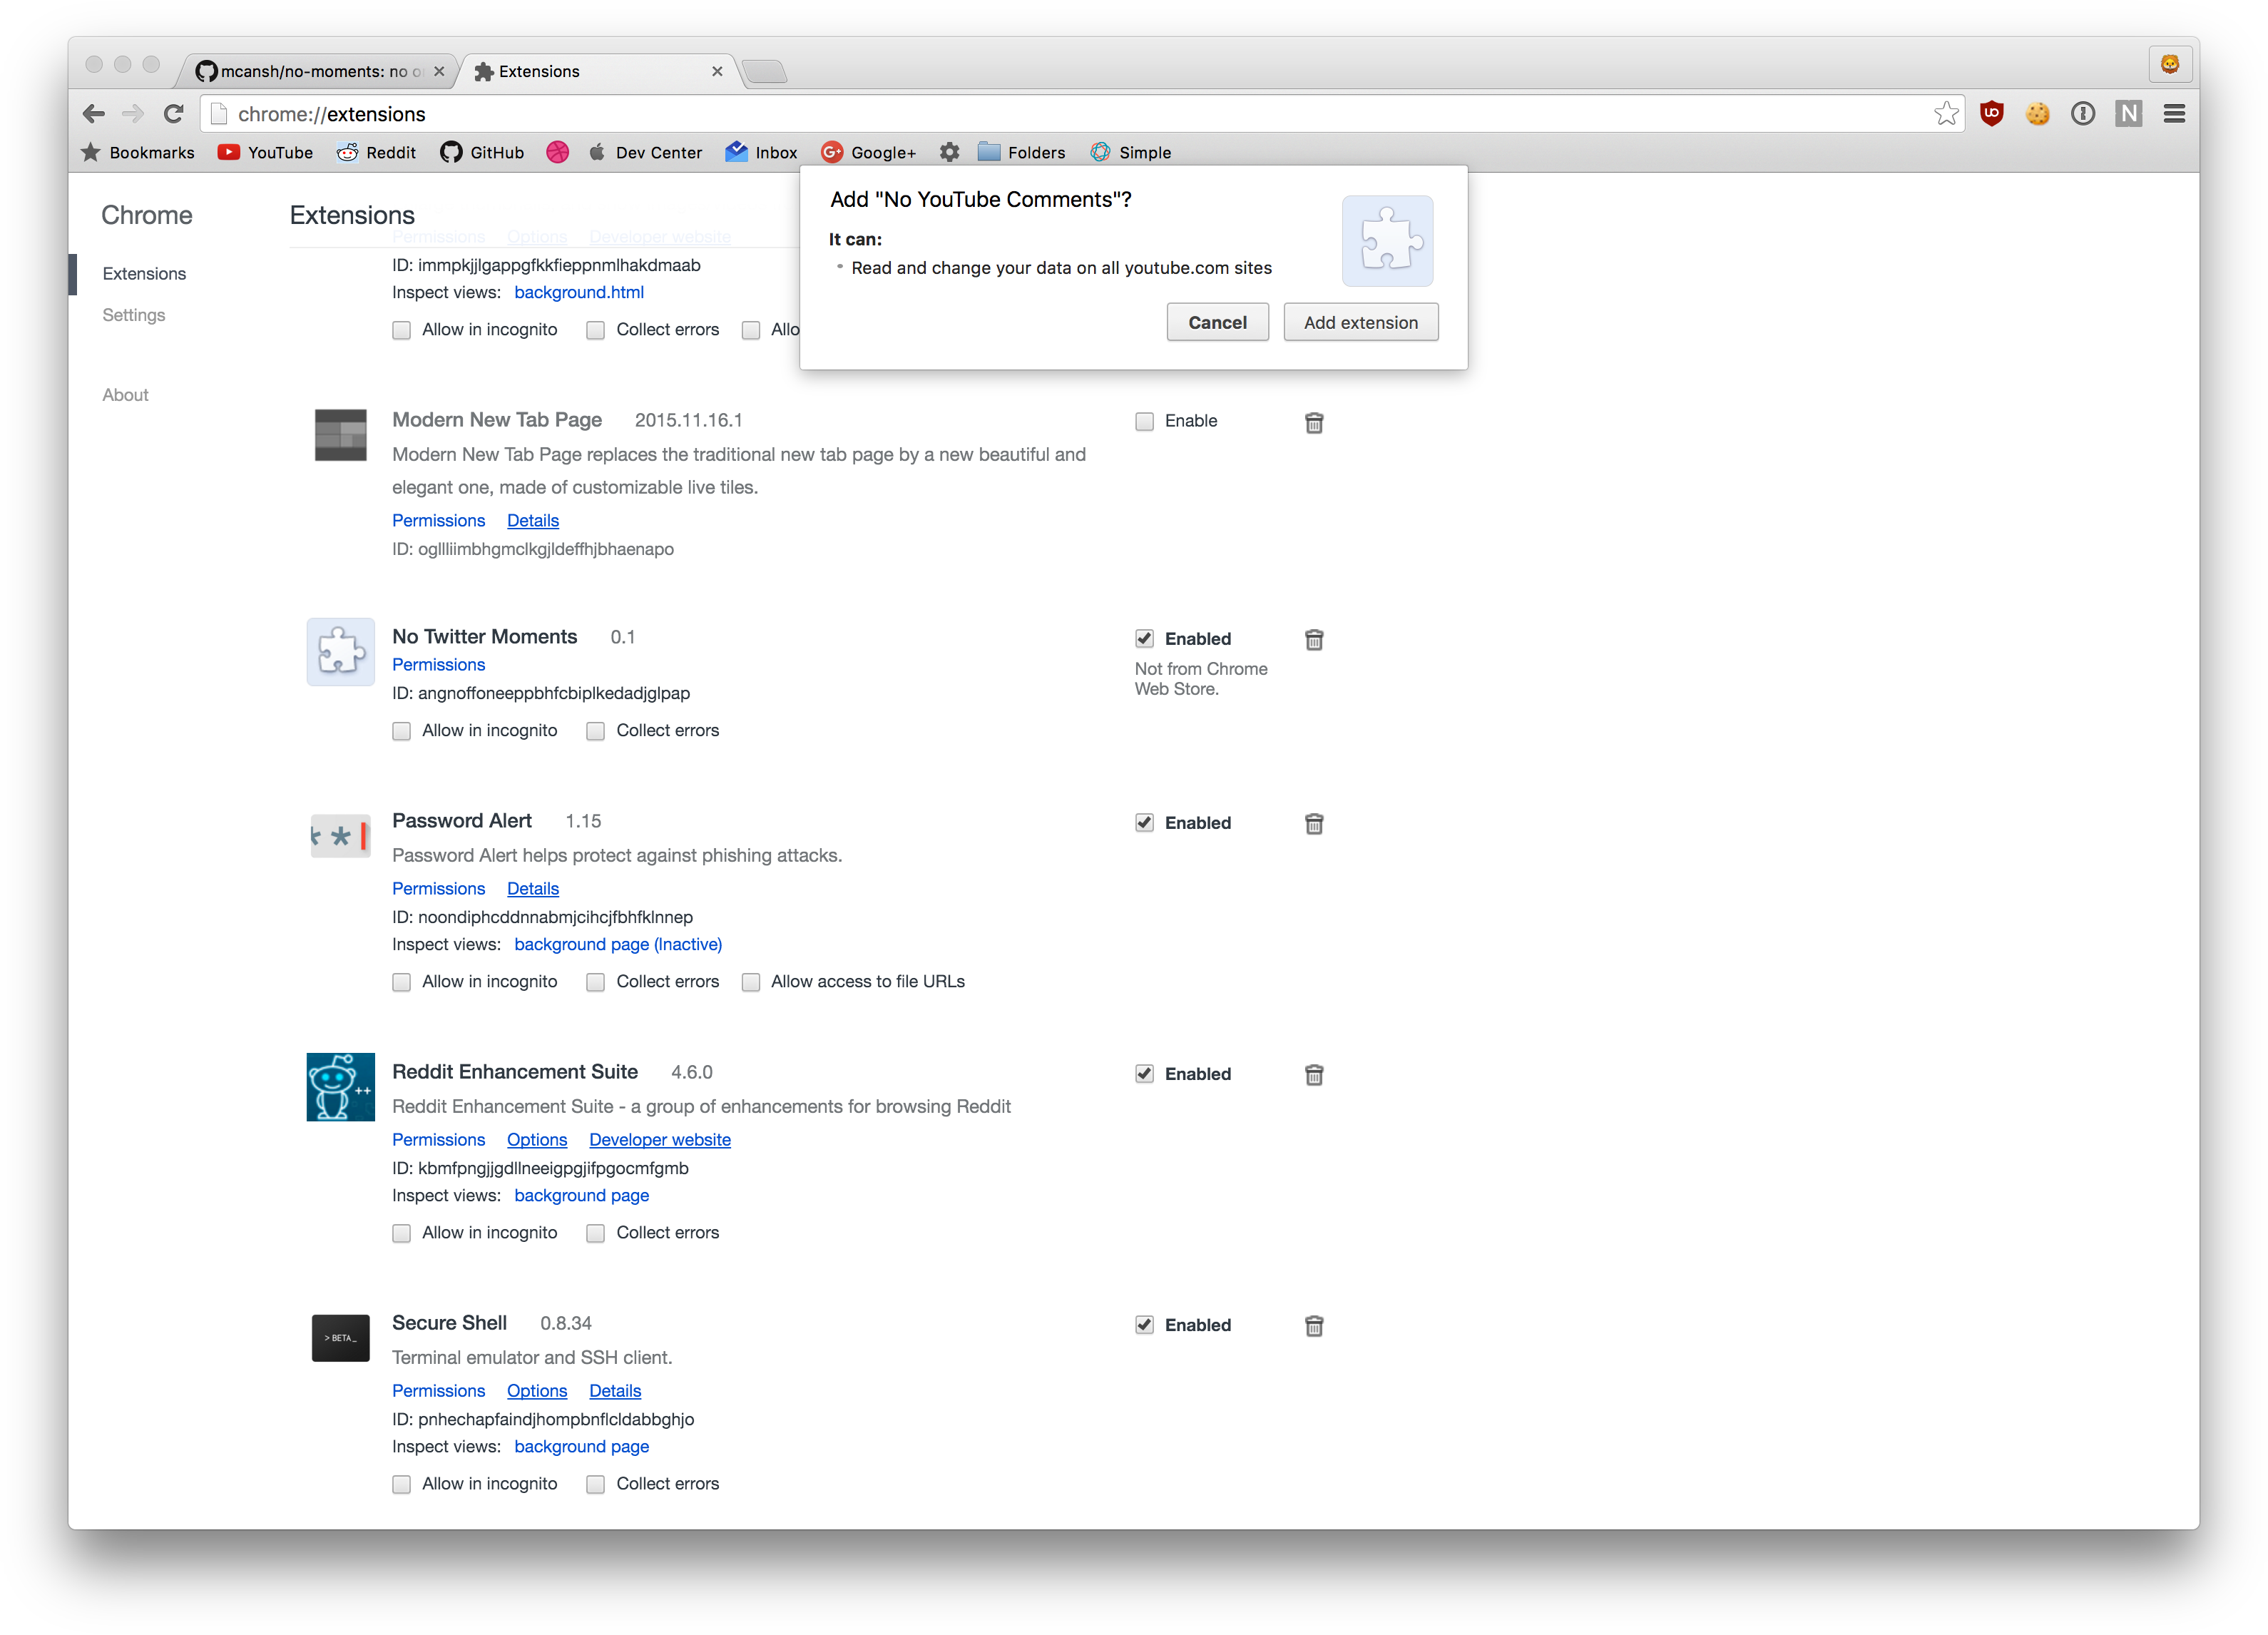 mcansh/no-moments: no o
Extensions
chrome://extensions
N
Bookmarks YouTube Reddit GitHub Dev Center Inbox Google+ Folders Simple
Chrome
Extensions
Settings
About
Extensions
Permissions Options Developer website
ID: immpkjjlgappgfkkfieppnmlhakdmaab
Inspect views: background.html
Allow in incognito Collect errors Allo
Add "No YouTube Comments"?
It can:
Read and change your data on all youtube.com sites
Cancel Add extension
Modern New Tab Page 2015.11.16.1
Enable
Modern New Tab Page replaces the traditional new tab page by a new beautiful and
elegant one, made of customizable live tiles.
Permissions Details
ID: ogllliimbhgmclkgjldeffhjbhaenapo
No Twitter Moments 0.1
Enabled
Permissions
Not from Chrome
Web Store.
ID: angnoffoneeppbhfcbiplkedadjglpap
Allow in incognito Collect errors
Password Alert 1.15
Enabled
Password Alert helps protect against phishing attacks.
Permissions Details
ID: noondiphcddnnabmjcihcjfbhfklnnep
Inspect views: background page (Inactive)
Allow in incognito Collect errors Allow access to file URLs
Reddit Enhancement Suite 4.6.0
Enabled
++
Reddit Enhancement Suite - a group of enhancements for browsing Reddit
Permissions Options Developer website
ID: kbmfpngjjgdllneeigpgjifpgocmfgmb
Inspect views: background page
Allow in incognito Collect errors
Secure Shell 0.8.34
Enabled
> BETA_
Terminal emulator and SSH client.
Permissions Options Details
ID: pnhechapfaindjhompbnflcldabbghjo
Inspect views: background page
Allow in incognito Collect errors